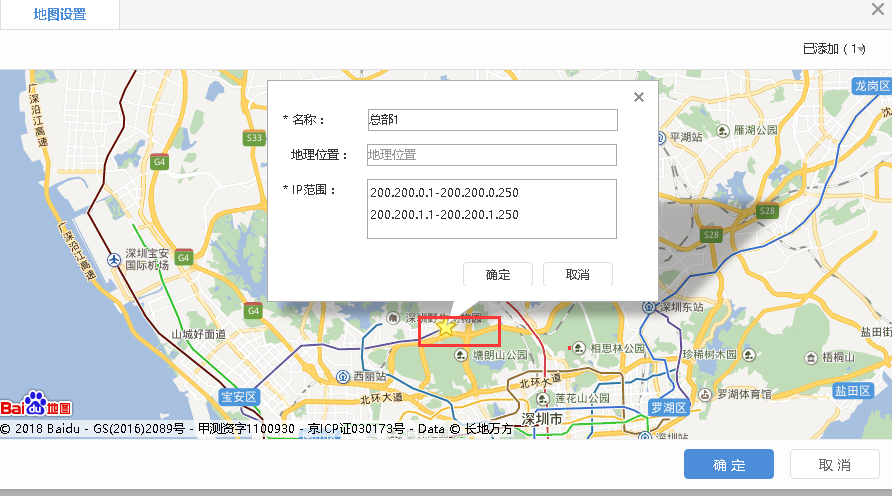 地图设置
已添加（1
龙岗区
* 名称：
总部1
地理位置：
地理位置
* IP范围：
200.200.0.1-200.200.0.250
200.200.1.1-200.200.1.250
确定
取消
广深沿江高速
S33
G4
平湖站
雁湖公园
S28
S28
广深沿江高速
深圳宝安
国际机场
G4
G4
深圳东站
山城好面道
塘朗山公园
相思林公园
珍稀树木园
梧桐山
盐田街
西丽站
北环大道
北环大道
莲花山公园
罗湖体育馆
盐田区
宝安区
罗湖区
深圳市
深圳站
Bai du 地图
© 2018 Baidu - GS(2016)2089号 - 甲测资字1100930 - 京ICP证030173号 - Data © 长地万方
确 定
取 消